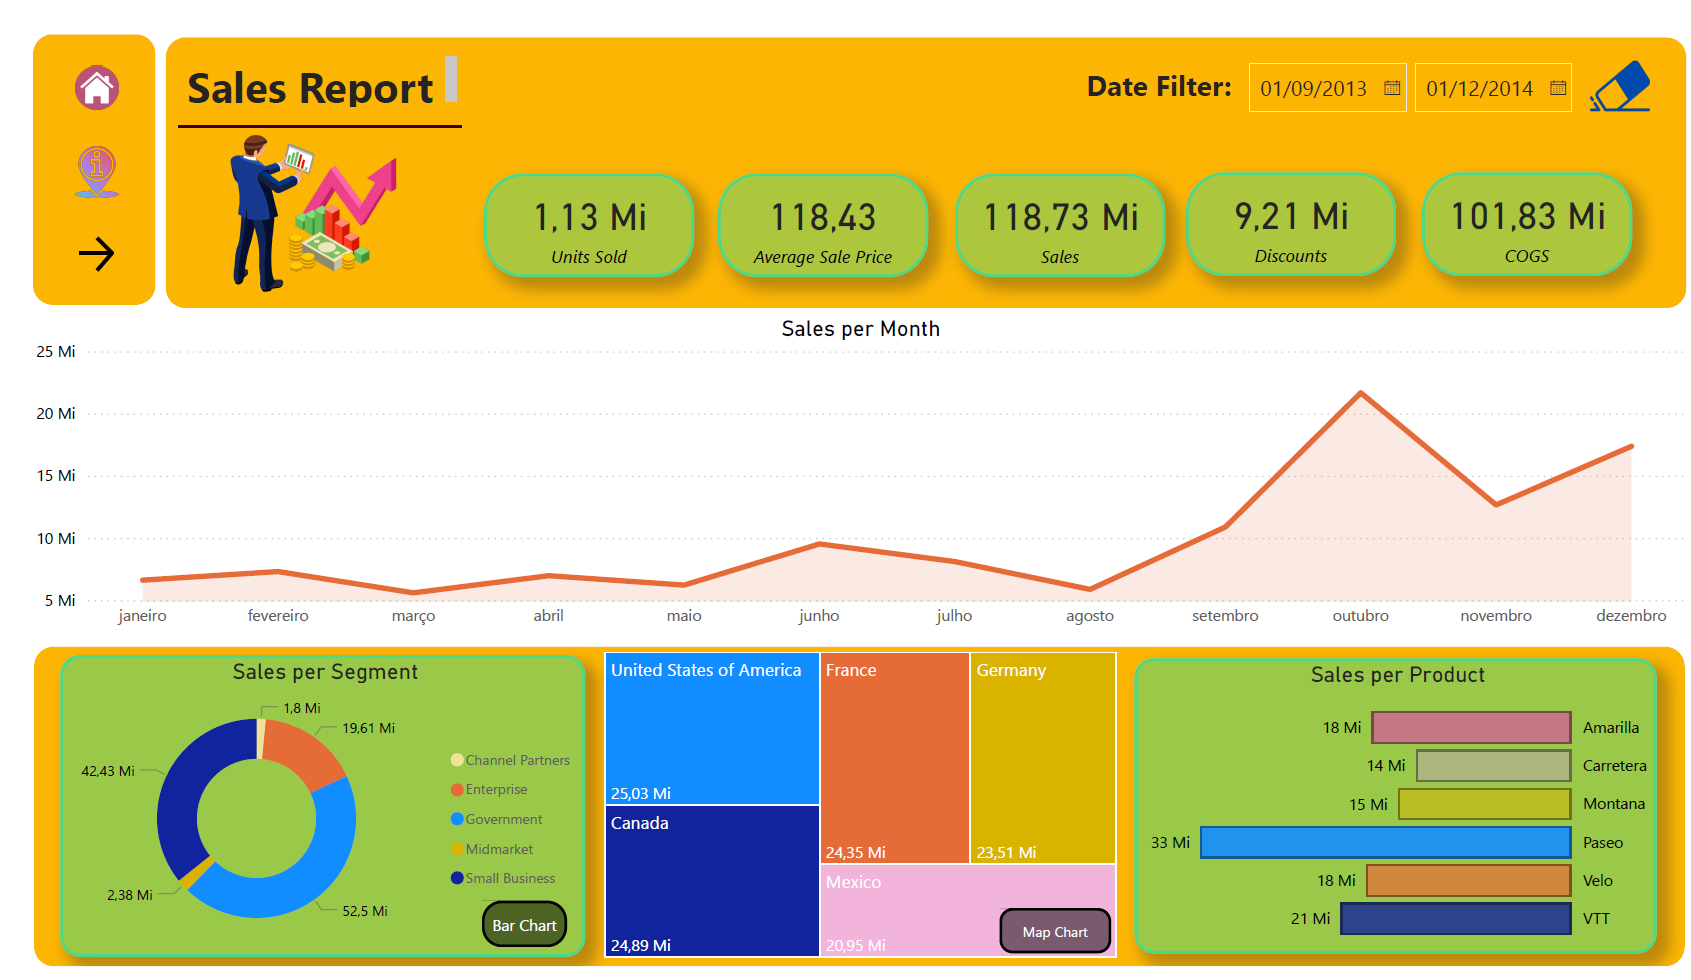 Sales Report
Date Filter:
01/09/2013
01/12/2014
1,13 Mi
Units Sold
118,43
Average Sale Price
118,73 Mi
Sales
9,21 Mi
Discounts
101,83 Mi
COGS
Sales per Month
25 Mi
20 Mi
15 Mi
10 Mi
5 Mi
janeiro
fevereiro
março
abril
maio
junho
julho
agosto
setembro
outubro
novembro
dezembro
Sales per Segment
1,8 Mi
19,61 Mi
42,43 Mi
2,38 Mi
52,5 Mi
Channel Partners
Enterprise
Government
Midmarket
Small Business
Bar Chart
United States of America
25,03 Mi
Canada
24,89 Mi
France
24,35 Mi
Germany
23,51 Mi
Mexico
20,95 Mi
Map Chart
Sales per Product
18 Mi Amarilla
14 Mi Carretera
15 Mi Montana
33 Mi Paseo
18 Mi Velo
21 Mi VTT